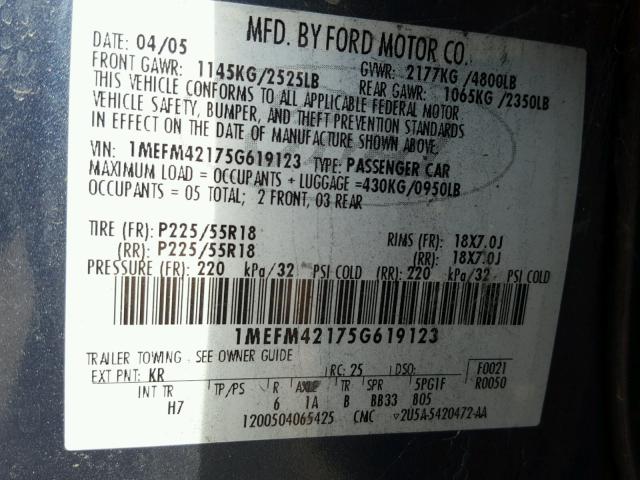 MFD. BY FORD MOTOR CO.
DATE: 04/05
FRONT GAWR: 1145KG/2525LB
GVWR: 2177KG /4800LB
REAR GAWR: 1065KG /2350LB
THIS VEHICLE CONFORMS TO ALL APPLICABLE FEDERAL MOTOR
VEHICLE SAFETY, BUMPER, AND THEFT PREVENTION STANDARDS
IN EFFECT ON THE DATE OF MANUFACTURE SHOWN ABOVE.
VIN: 1MEFM42175G619123 TYPE: PASSENGER CAR
MAXIMUM LOAD = OCCUPANTS + LUGGAGE =430KG/0950LB
OCCUPANTS = 05 TOTAL; 2 FRONT, 03 REAR
TIRE (FR): P225/55R18 RIMS (FR): 18X7.0J
(RR): P225/55R18 (RR): 18X7.0J
PRESSURE (FR): 220 kPa/32 PSI COLD (RR): 220 kPa/32 PSI COLD
1MEFM42175G619123
TRAILER TOWING - SEE OWNER GUIDE
EXT PNT: KR RC: 25 DSO: F0021
R0050
INT TR TP/PS R AXLE TR SPR 5PG1F
H7 6 1A B BB33 805
1200504065425 CMC ▽2U5A-5420472-AA